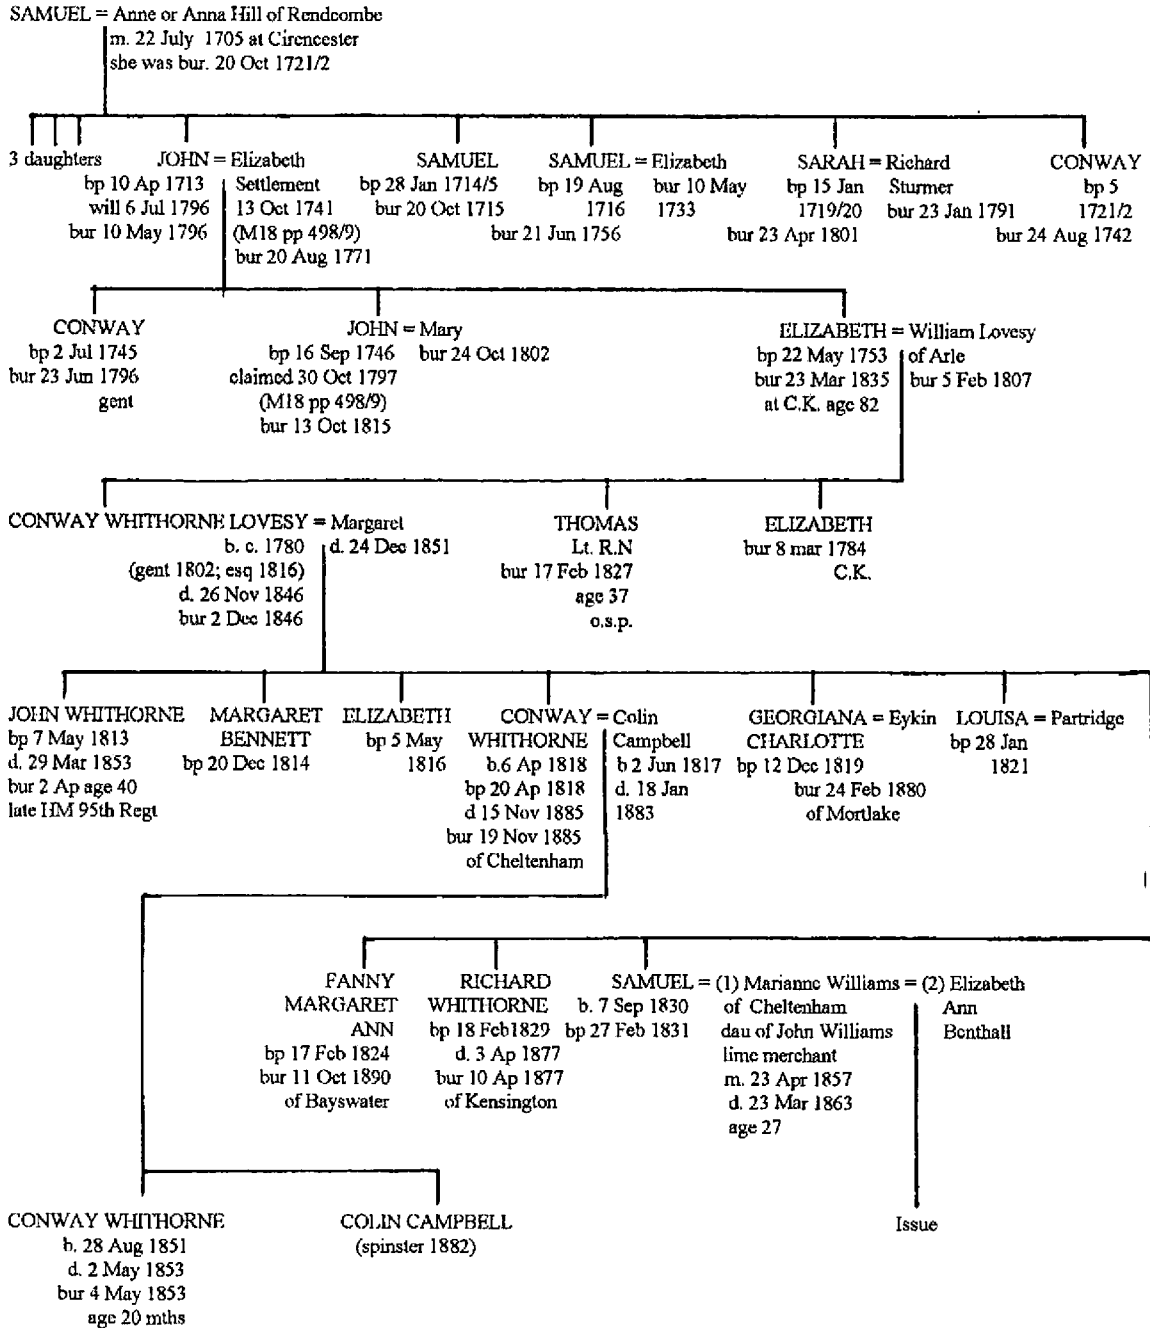 SAMUEL = Anne or Anna Hill of Rendcombe
m. 22 July 1705 at Cirencester
she was bur. 20 Oct 1721/2
3 daughters
JOHN = Elizabeth
bp 10 Ap 1713
will 6 Jul 1796
bur 10 May 1796
Settlement
13 Oct 1741
(M18 pp 498/9)
bur 20 Aug 1771
SAMUEL
bp 28 Jan 1714/5
bur 20 Oct 1715
SAMUEL = Elizabeth
bp 19 Aug
1716
bur 21 Jun 1756
bur 10 May
1733
SARAH = Richard
bp 15 Jan
1719/20
bur 23 Apr 1801
Sturmer
bur 23 Jan 1791
CONWAY
bp 5
1721/2
bur 24 Aug 1742
CONWAY
bp 2 Jul 1745
bur 23 Jun 1796
gent
JOHN = Mary
bp 16 Sep 1746
claimed 30 Oct 1797
(M18 pp 498/9)
bur 13 Oct 1815
bur 24 Oct 1802
ELIZABETH = William Lovesy
bp 22 May 1753
bur 23 Mar 1835
at C.K. age 82
of Arle
bur 5 Feb 1807
CONWAY WHITHORNE LOVESY = Margaret
b. c. 1780
(gent 1802; esq 1816)
d. 26 Nov 1846
bur 2 Dec 1846
d. 24 Dec 1851
THOMAS
Lt. R.N
bur 17 Feb 1827
age 37
o.s.p.
ELIZABETH
bur 8 mar 1784
C.K.
JOHN WHITHORNE
bp 7 May 1813
d. 29 Mar 1853
bur 2 Ap age 40
late HM 95th Regt
MARGARET
BENNETT
bp 20 Dec 1814
ELIZABETH
bp 5 May
1816
CONWAY = Colin
WHITHORNE
b.6 Ap 1818
bp 20 Ap 1818
d 15 Nov 1885
bur 19 Nov 1885
of Cheltenham
Campbell
b 2 Jun 1817
d. 18 Jan
1883
GEORGIANA = Eykin
CHARLOTTE
bp 12 Dec 1819
bur 24 Feb 1880
of Mortlake
LOUISA = Partridge
bp 28 Jan
1821
FANNY
MARGARET
ANN
bp 17 Feb 1824
bur 11 Oct 1890
of Bayswater
RICHARD
WHITHORNE
bp 18 Feb1829
d. 3 Ap 1877
bur 10 Ap 1877
of Kensington
SAMUEL = (1) Marianne Williams = (2) Elizabeth
b. 7 Sep 1830
bp 27 Feb 1831
of Cheltenham
dau of John Williams
lime merchant
m. 23 Apr 1857
d. 23 Mar 1863
age 27
Ann
Benthall
CONWAY WHITHORNE
b. 28 Aug 1851
d. 2 May 1853
bur 4 May 1853
age 20 mths
COLIN CAMPBELL
(spinster 1882)
Issue